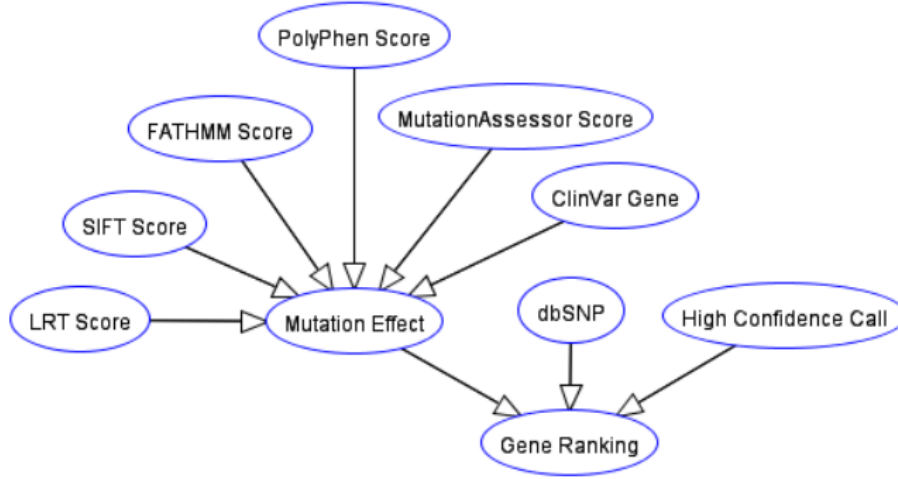 PolyPhen Score
MutationAssessor Score
FATHMM Score
ClinVar Gene
SIFT Score
dbSNP
High Confidence Call
LRT Score
Mutation Effect
Gene Ranking